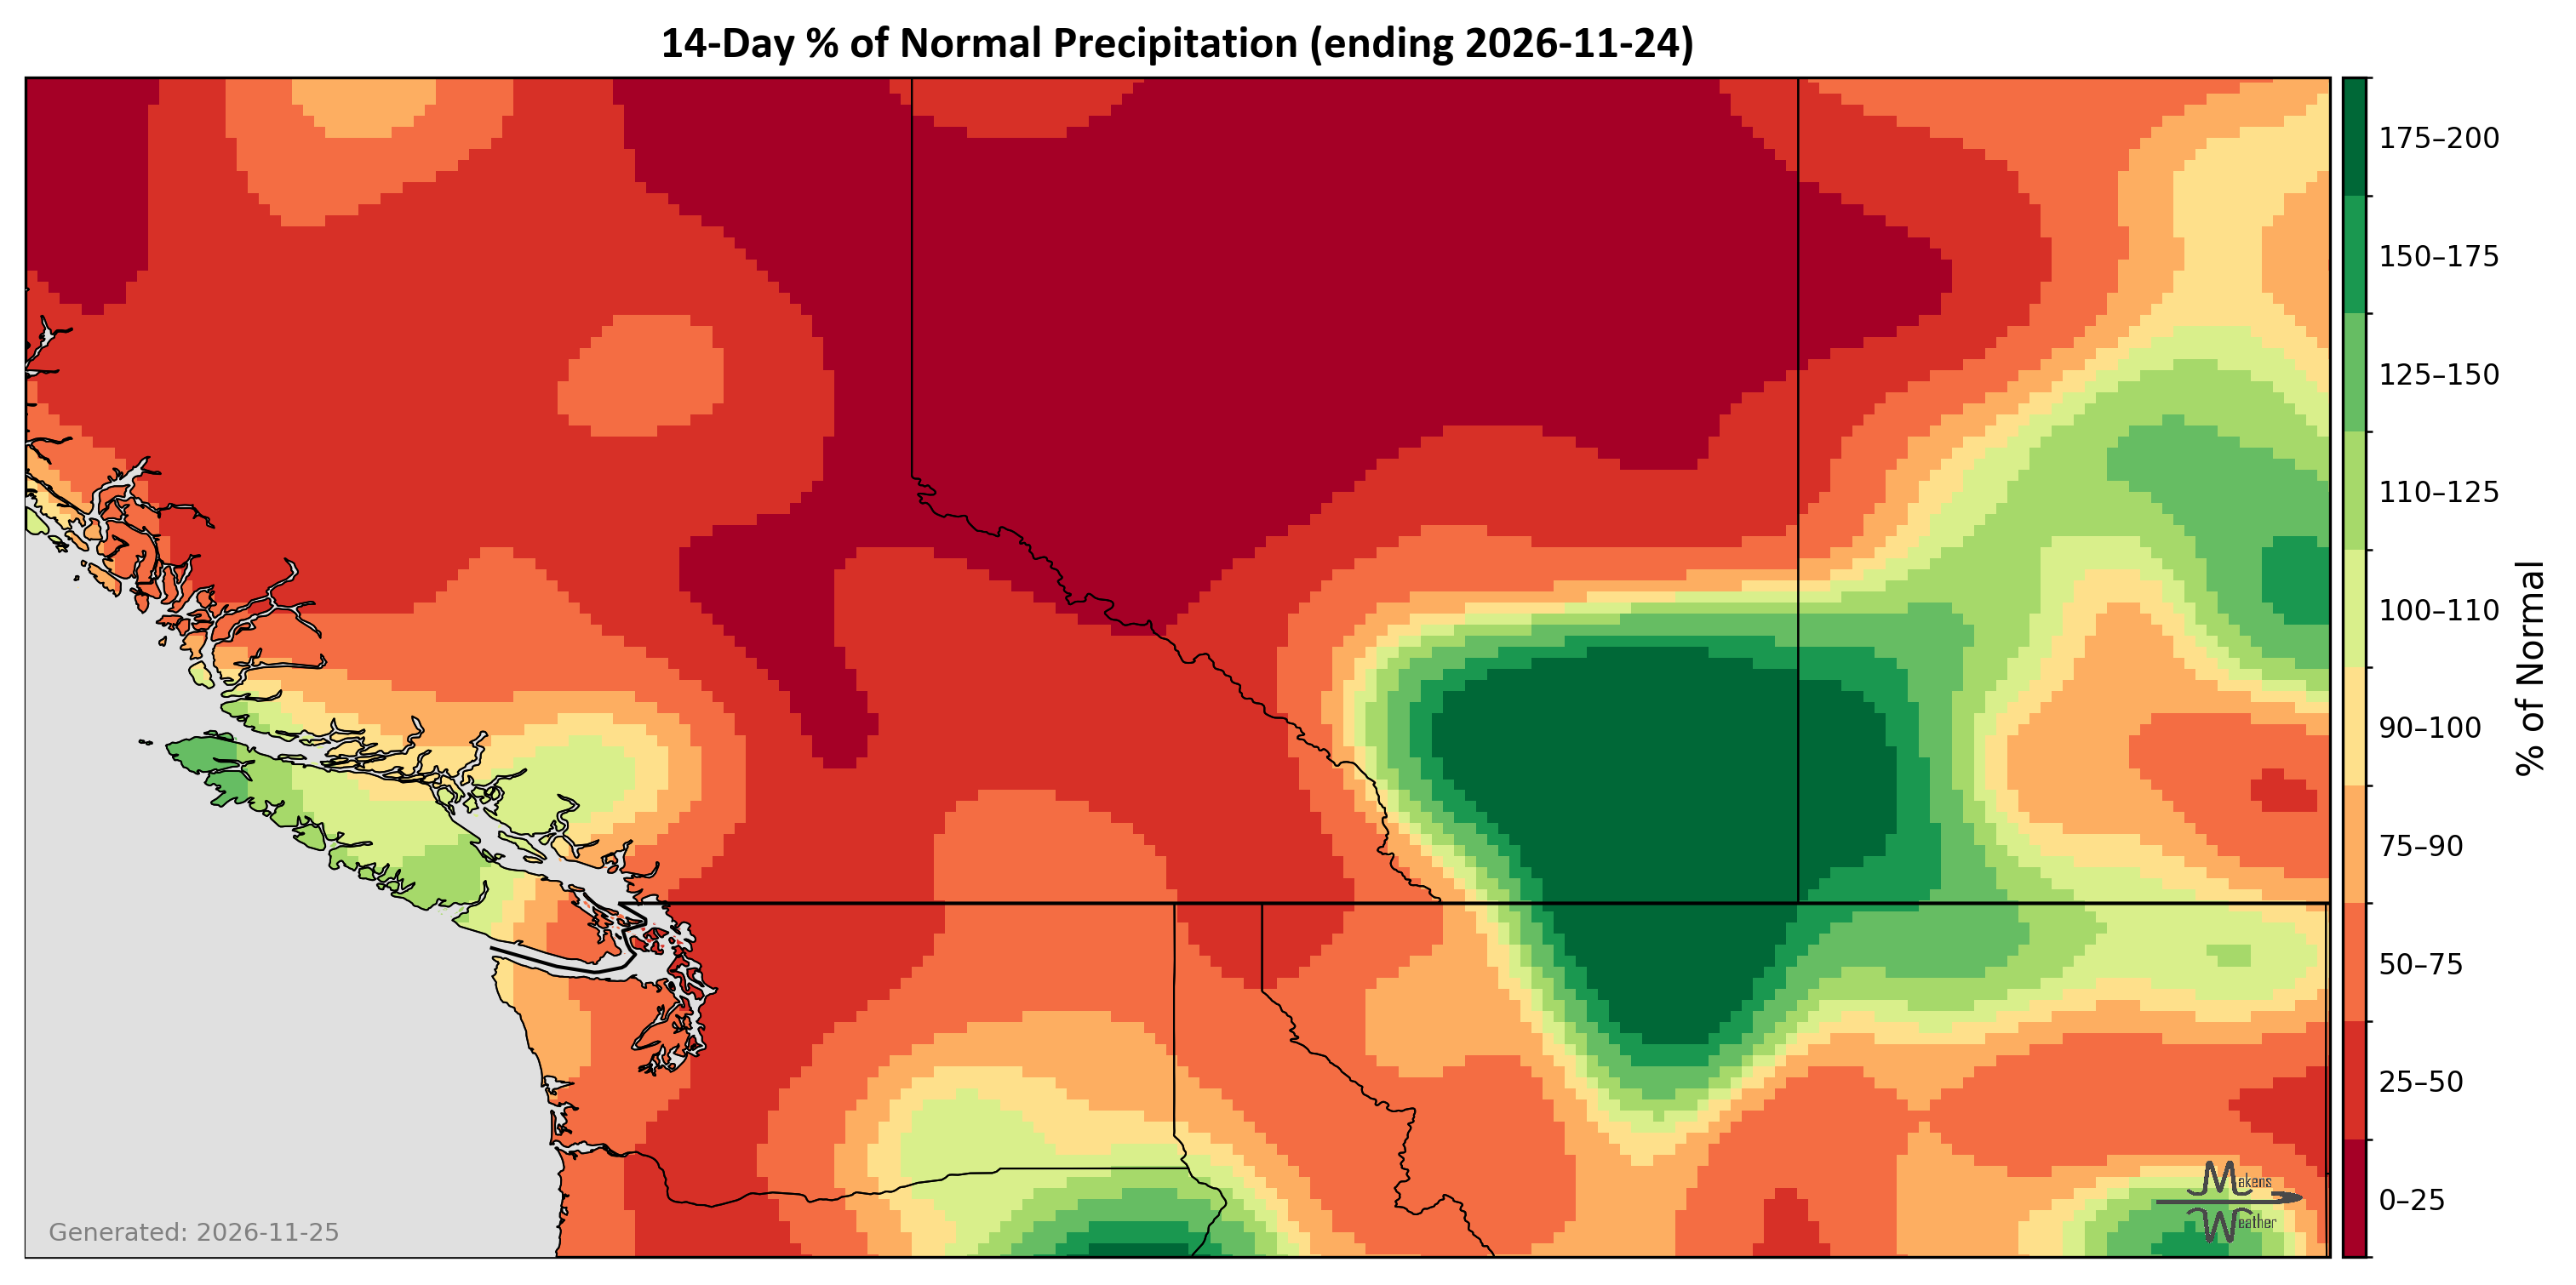 14-Day % of Normal Precipitation (ending 2026-11-24)
175–200
150–175
125–150
110–125
100–110
90–100
75–90
50–75
25–50
0–25
% of Normal
Makens
Weather
Generated: 2026-11-25